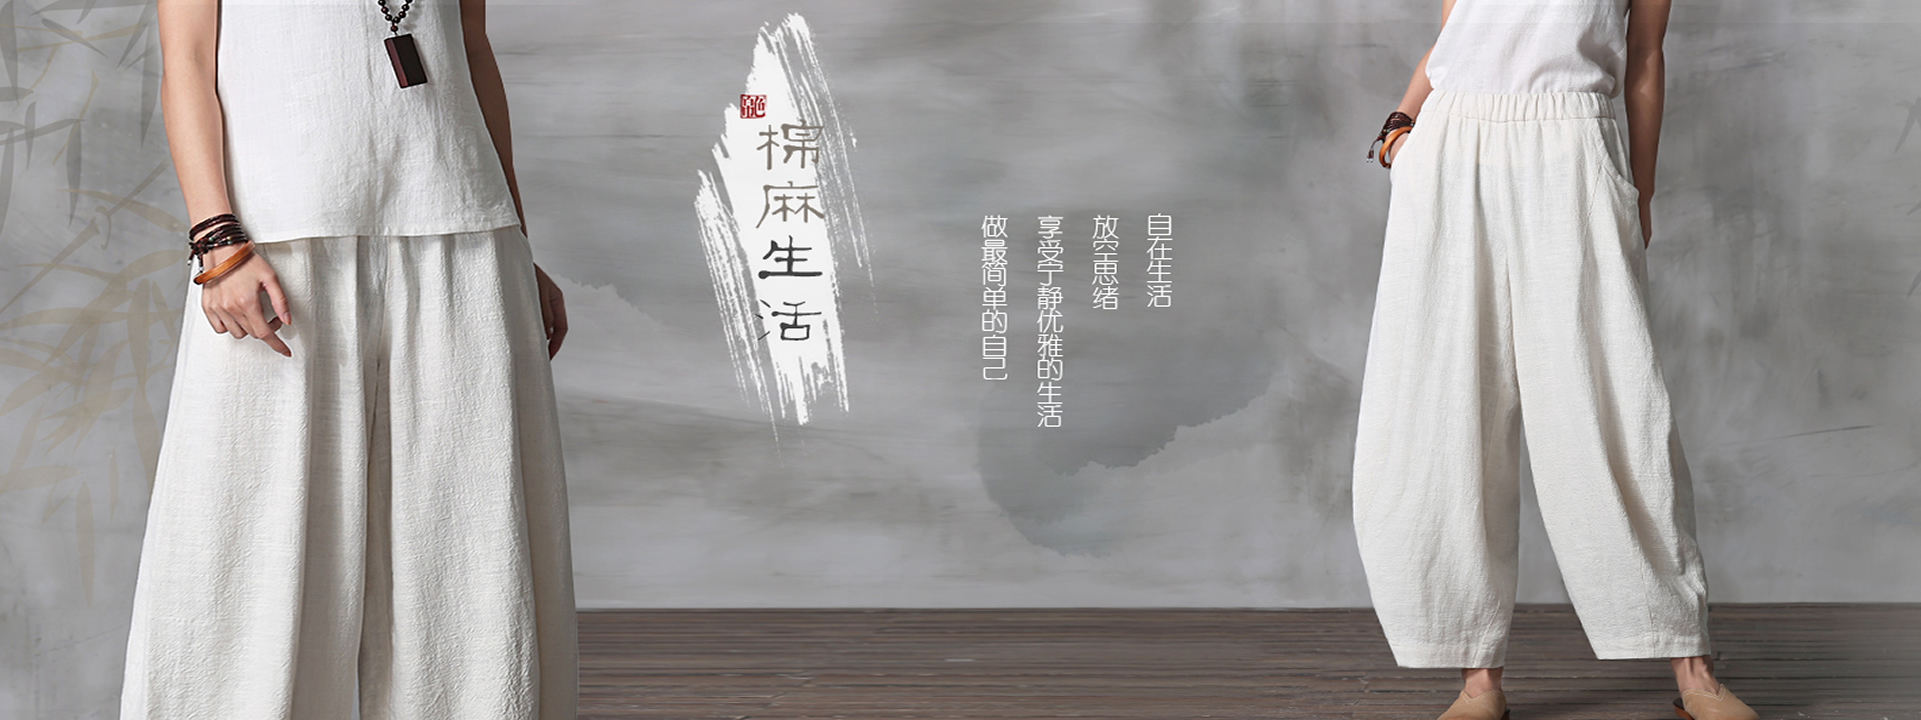 棉麻生活
自在生活
放空思绪
享受宁静优雅的生活
做最简单的自己